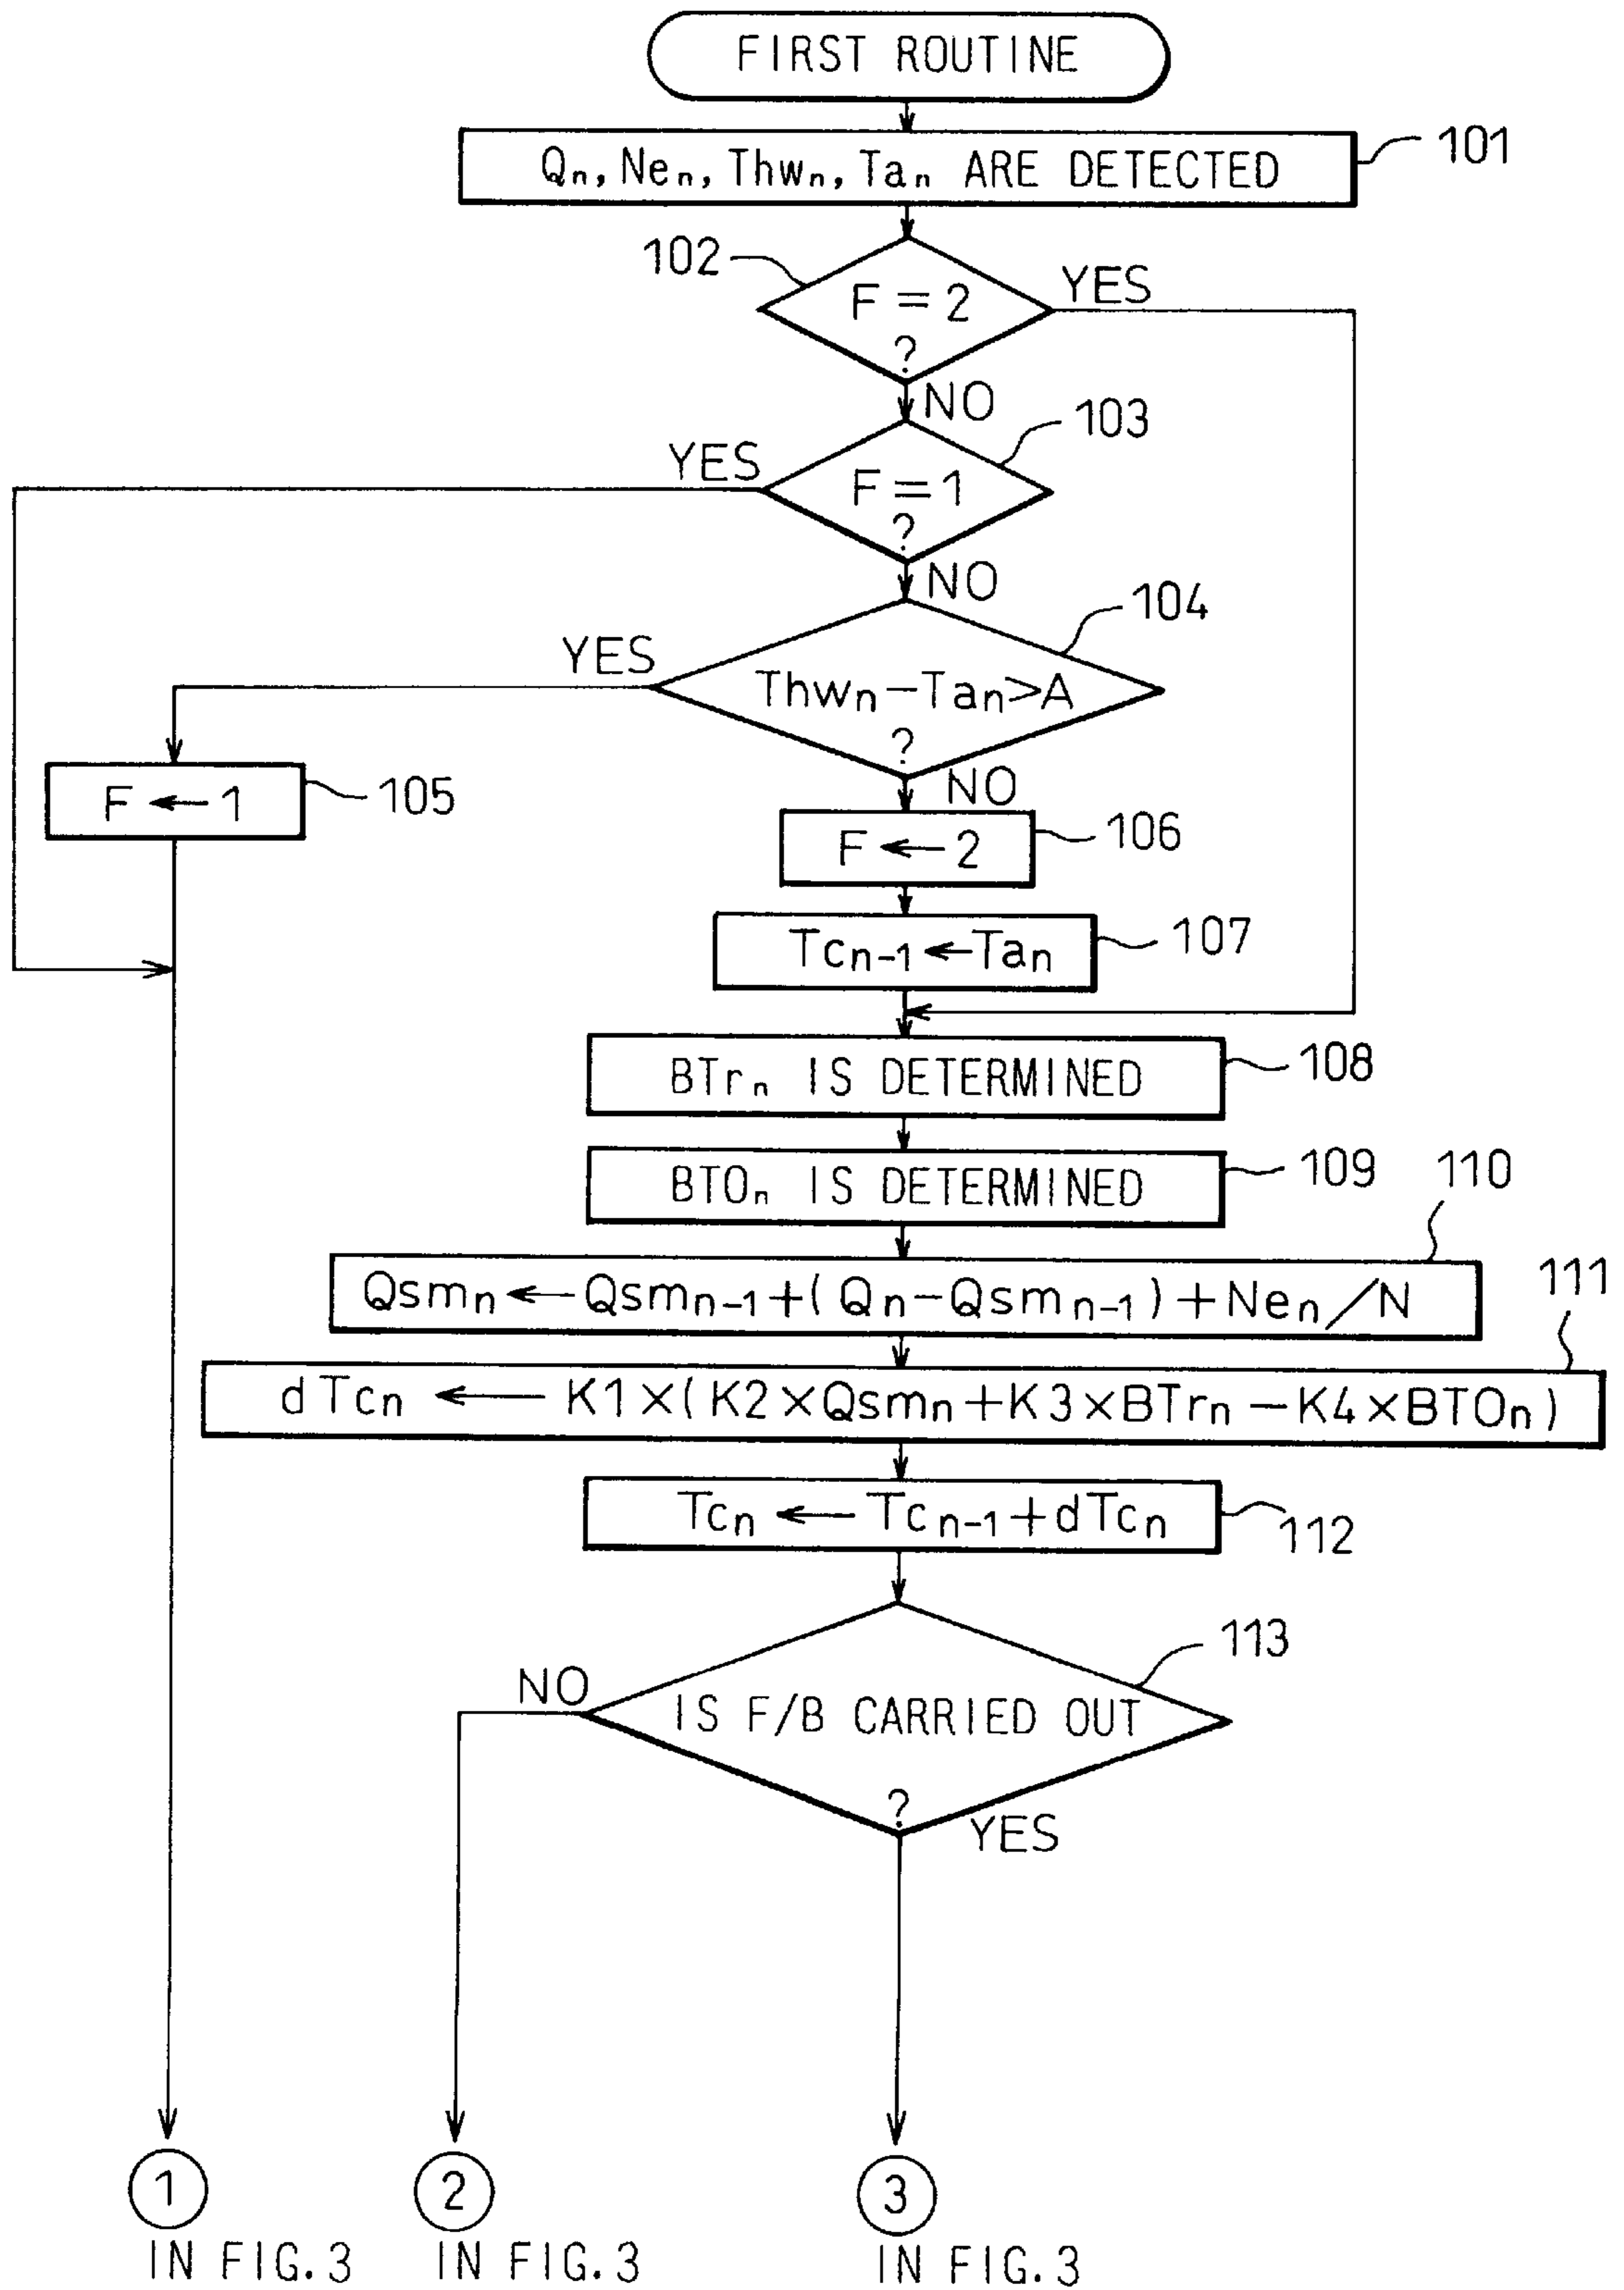 FIRST ROUTINE
Qn, Nen, Thwn, Tan ARE DETECTED
101
102
F = 2
?
YES
NO
103
YES
F = 1
?
NO
104
YES
Thwn - Tan > A
?
NO
F ← 1
105
F ← 2
106
Tcn-1 ← Tan
107
BTrn IS DETERMINED
108
BTOn IS DETERMINED
109
110
Qsmn ← Qsmn-1 + (Qn - Qsmn-1) + Nen/N
111
dTcn ← K1 × (K2 × Qsmn + K3 × BTrn - K4 × BTOn)
Tcn ← Tcn-1 + dTcn
112
113
NO
IS F/B CARRIED OUT
?
YES
1
2
3
IN FIG. 3
IN FIG. 3
IN FIG. 3